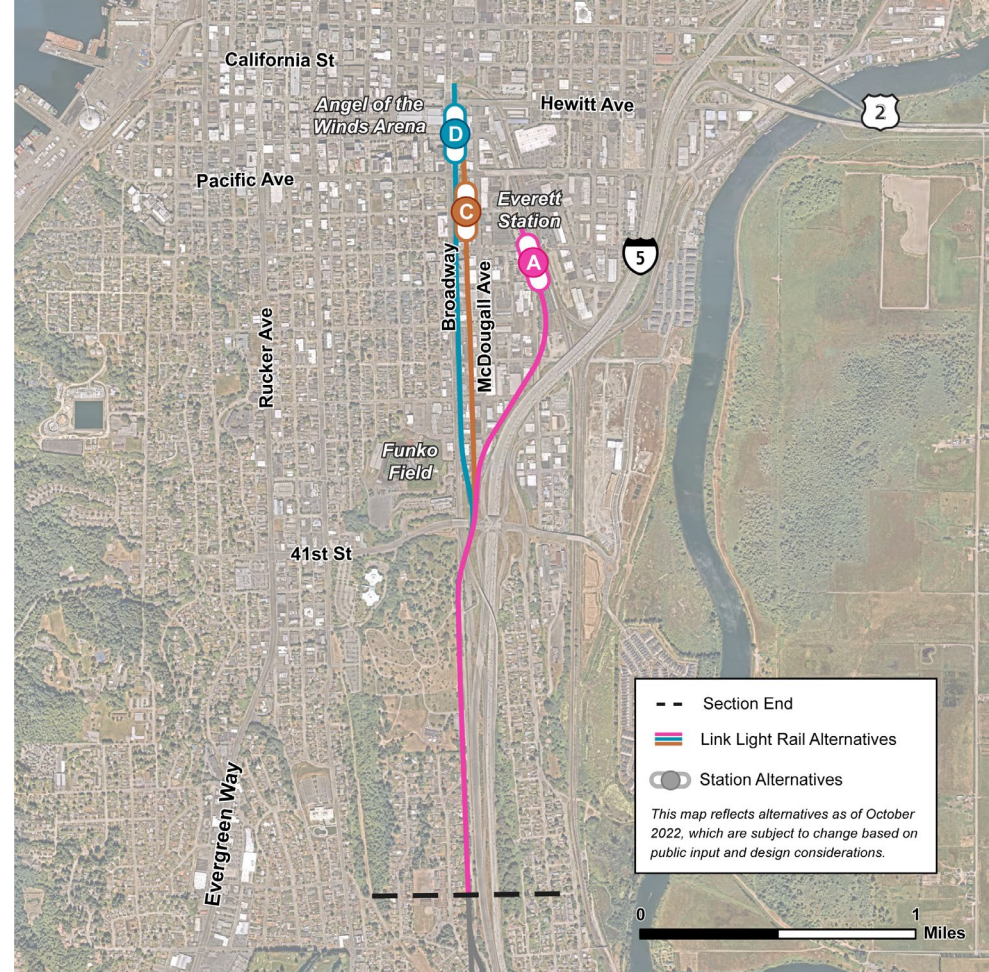 California St
Angel of the
Winds Arena
Hewitt Ave
2
D
Pacific Ave
Everett
Station
C
A
5
Broadway
McDougall Ave
Rucker Ave
Funko
Field
41st St
Evergreen Way
Section End
Link Light Rail Alternatives
Station Alternatives
This map reflects alternatives as of October
2022, which are subject to change based on
public input and design considerations.
0
1
Miles